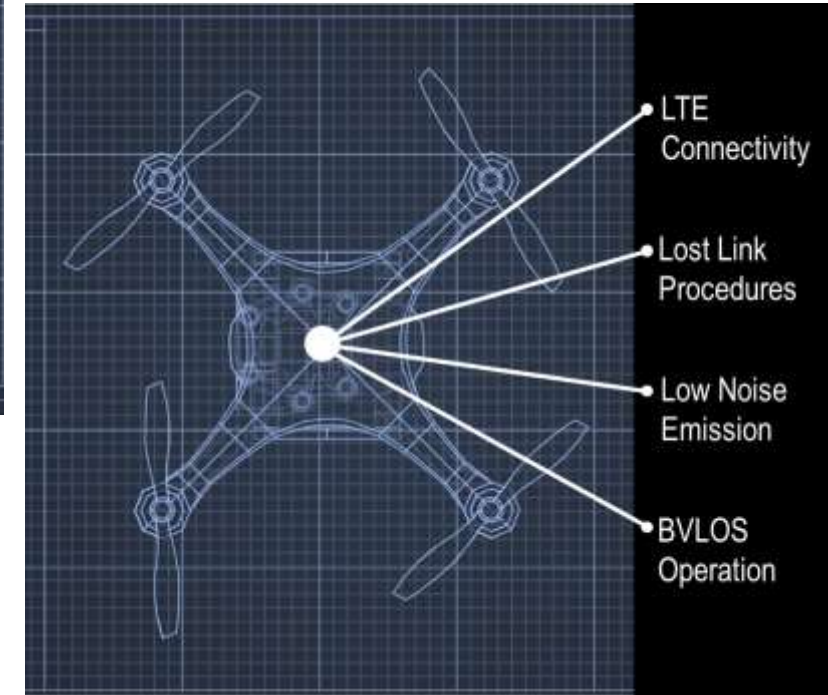 LTE
Connectivity
Lost Link
Procedures
Low Noise
Emission
BVLOS
Operation